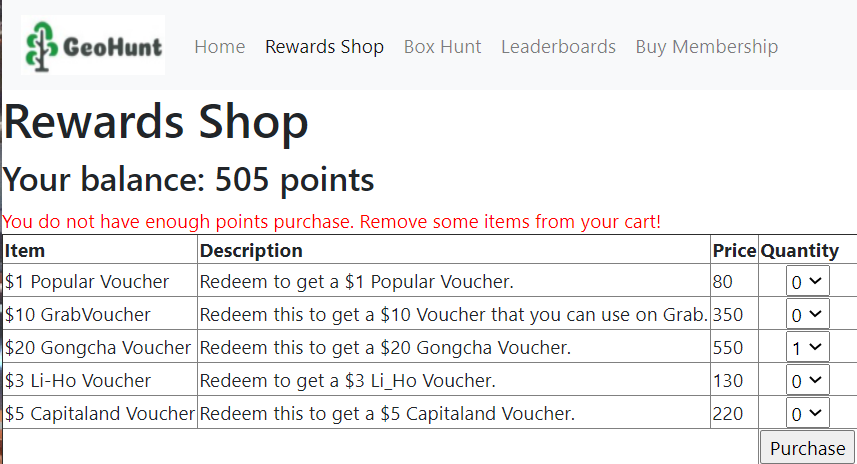 GeoHunt Home Rewards Shop Box Hunt Leaderboards Buy Membership
Rewards Shop
Your balance: 505 points
You do not have enough points purchase. Remove some items from your cart!
Item Description Price Quantity
$1 Popular Voucher Redeem to get a $1 Popular Voucher. 80 0
$10 GrabVoucher Redeem this to get a $10 Voucher that you can use on Grab. 350 0
$20 Gongcha Voucher Redeem this to get a $20 Gongcha Voucher. 550 1
$3 Li-Ho Voucher Redeem to get a $3 Li_Ho Voucher. 130 0
$5 Capitaland Voucher Redeem this to get a $5 Capitaland Voucher. 220 0
Purchase